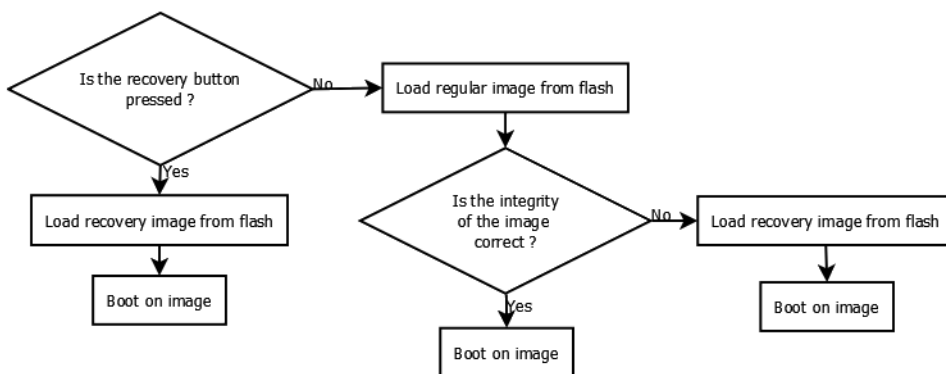 Is the recovery button
pressed ?
No
Load regular image from flash
Yes
Load recovery image from flash
Boot on image
Is the integrity
of the image
correct ?
No
Load recovery image from flash
Boot on image
Yes
Boot on image